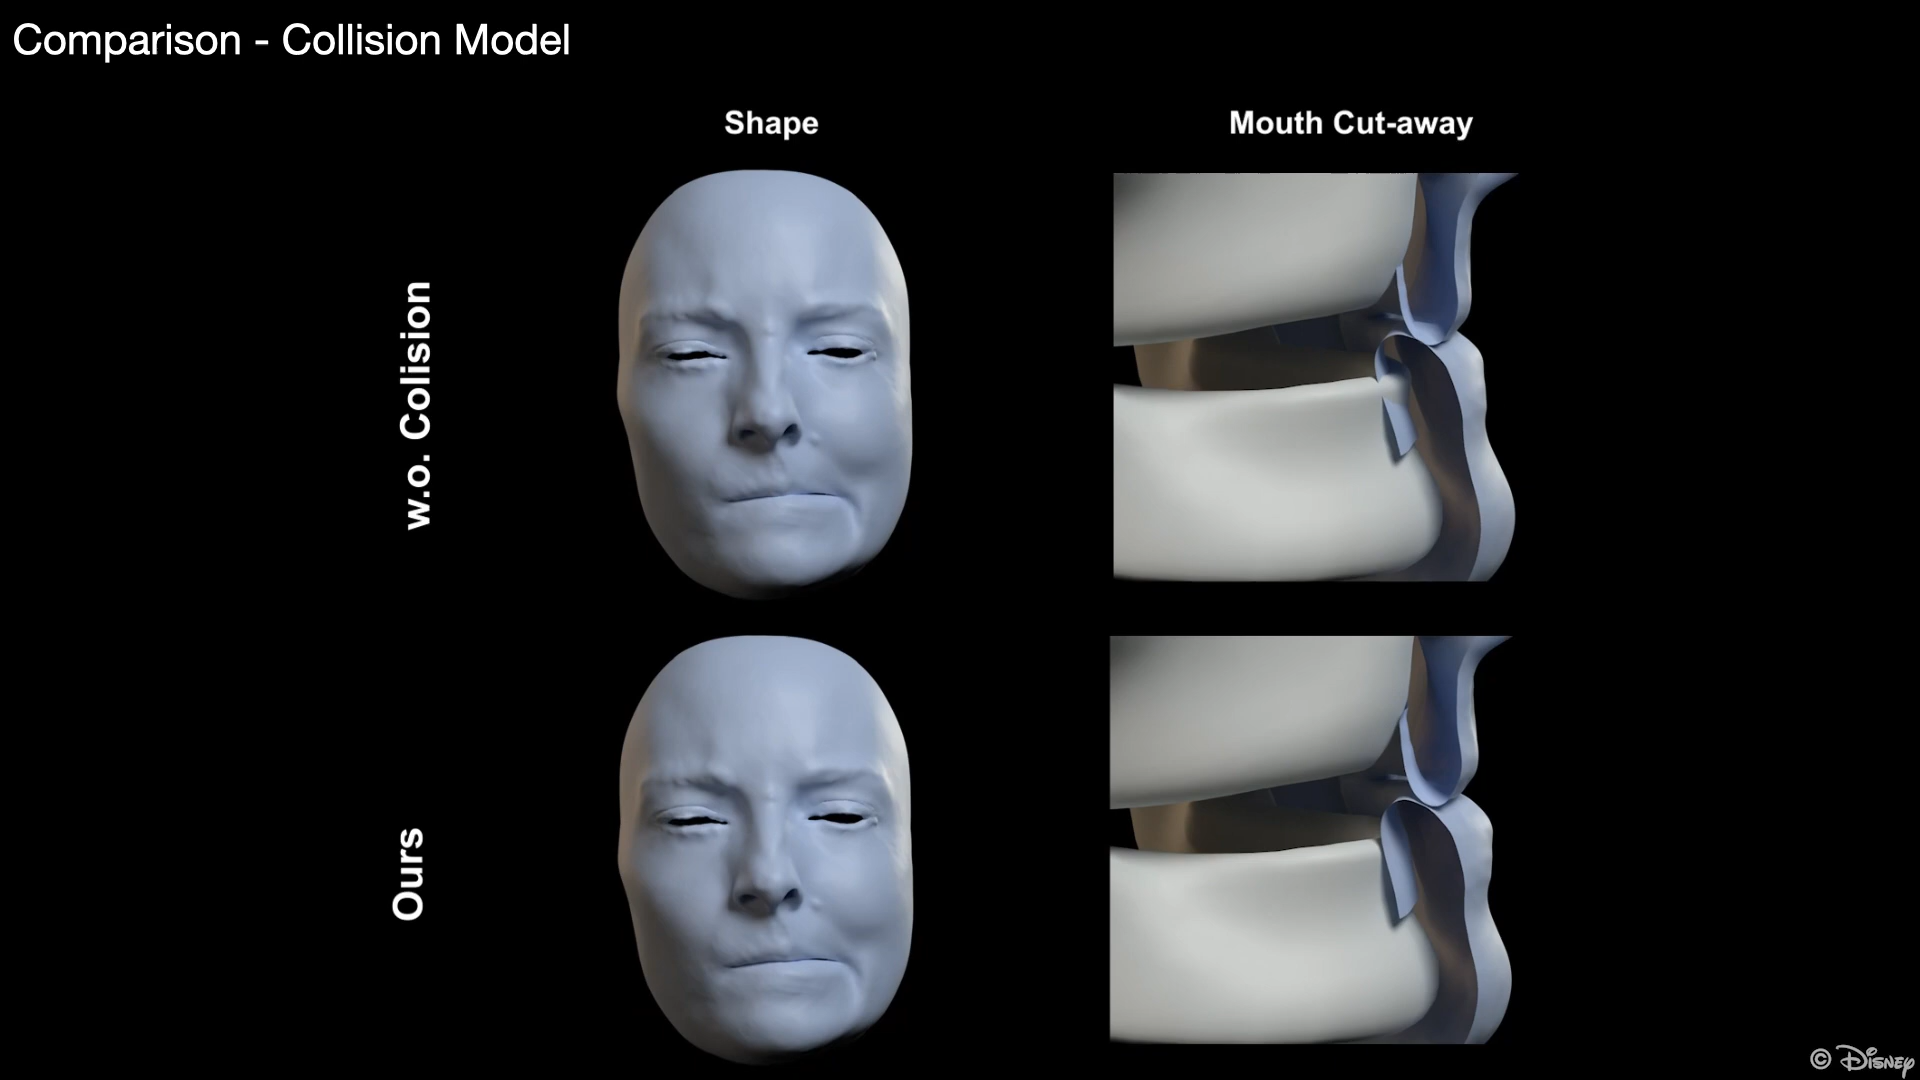 Comparison - Collision Model
Shape
Mouth Cut-away
w.o. Colision
Ours
© Disney